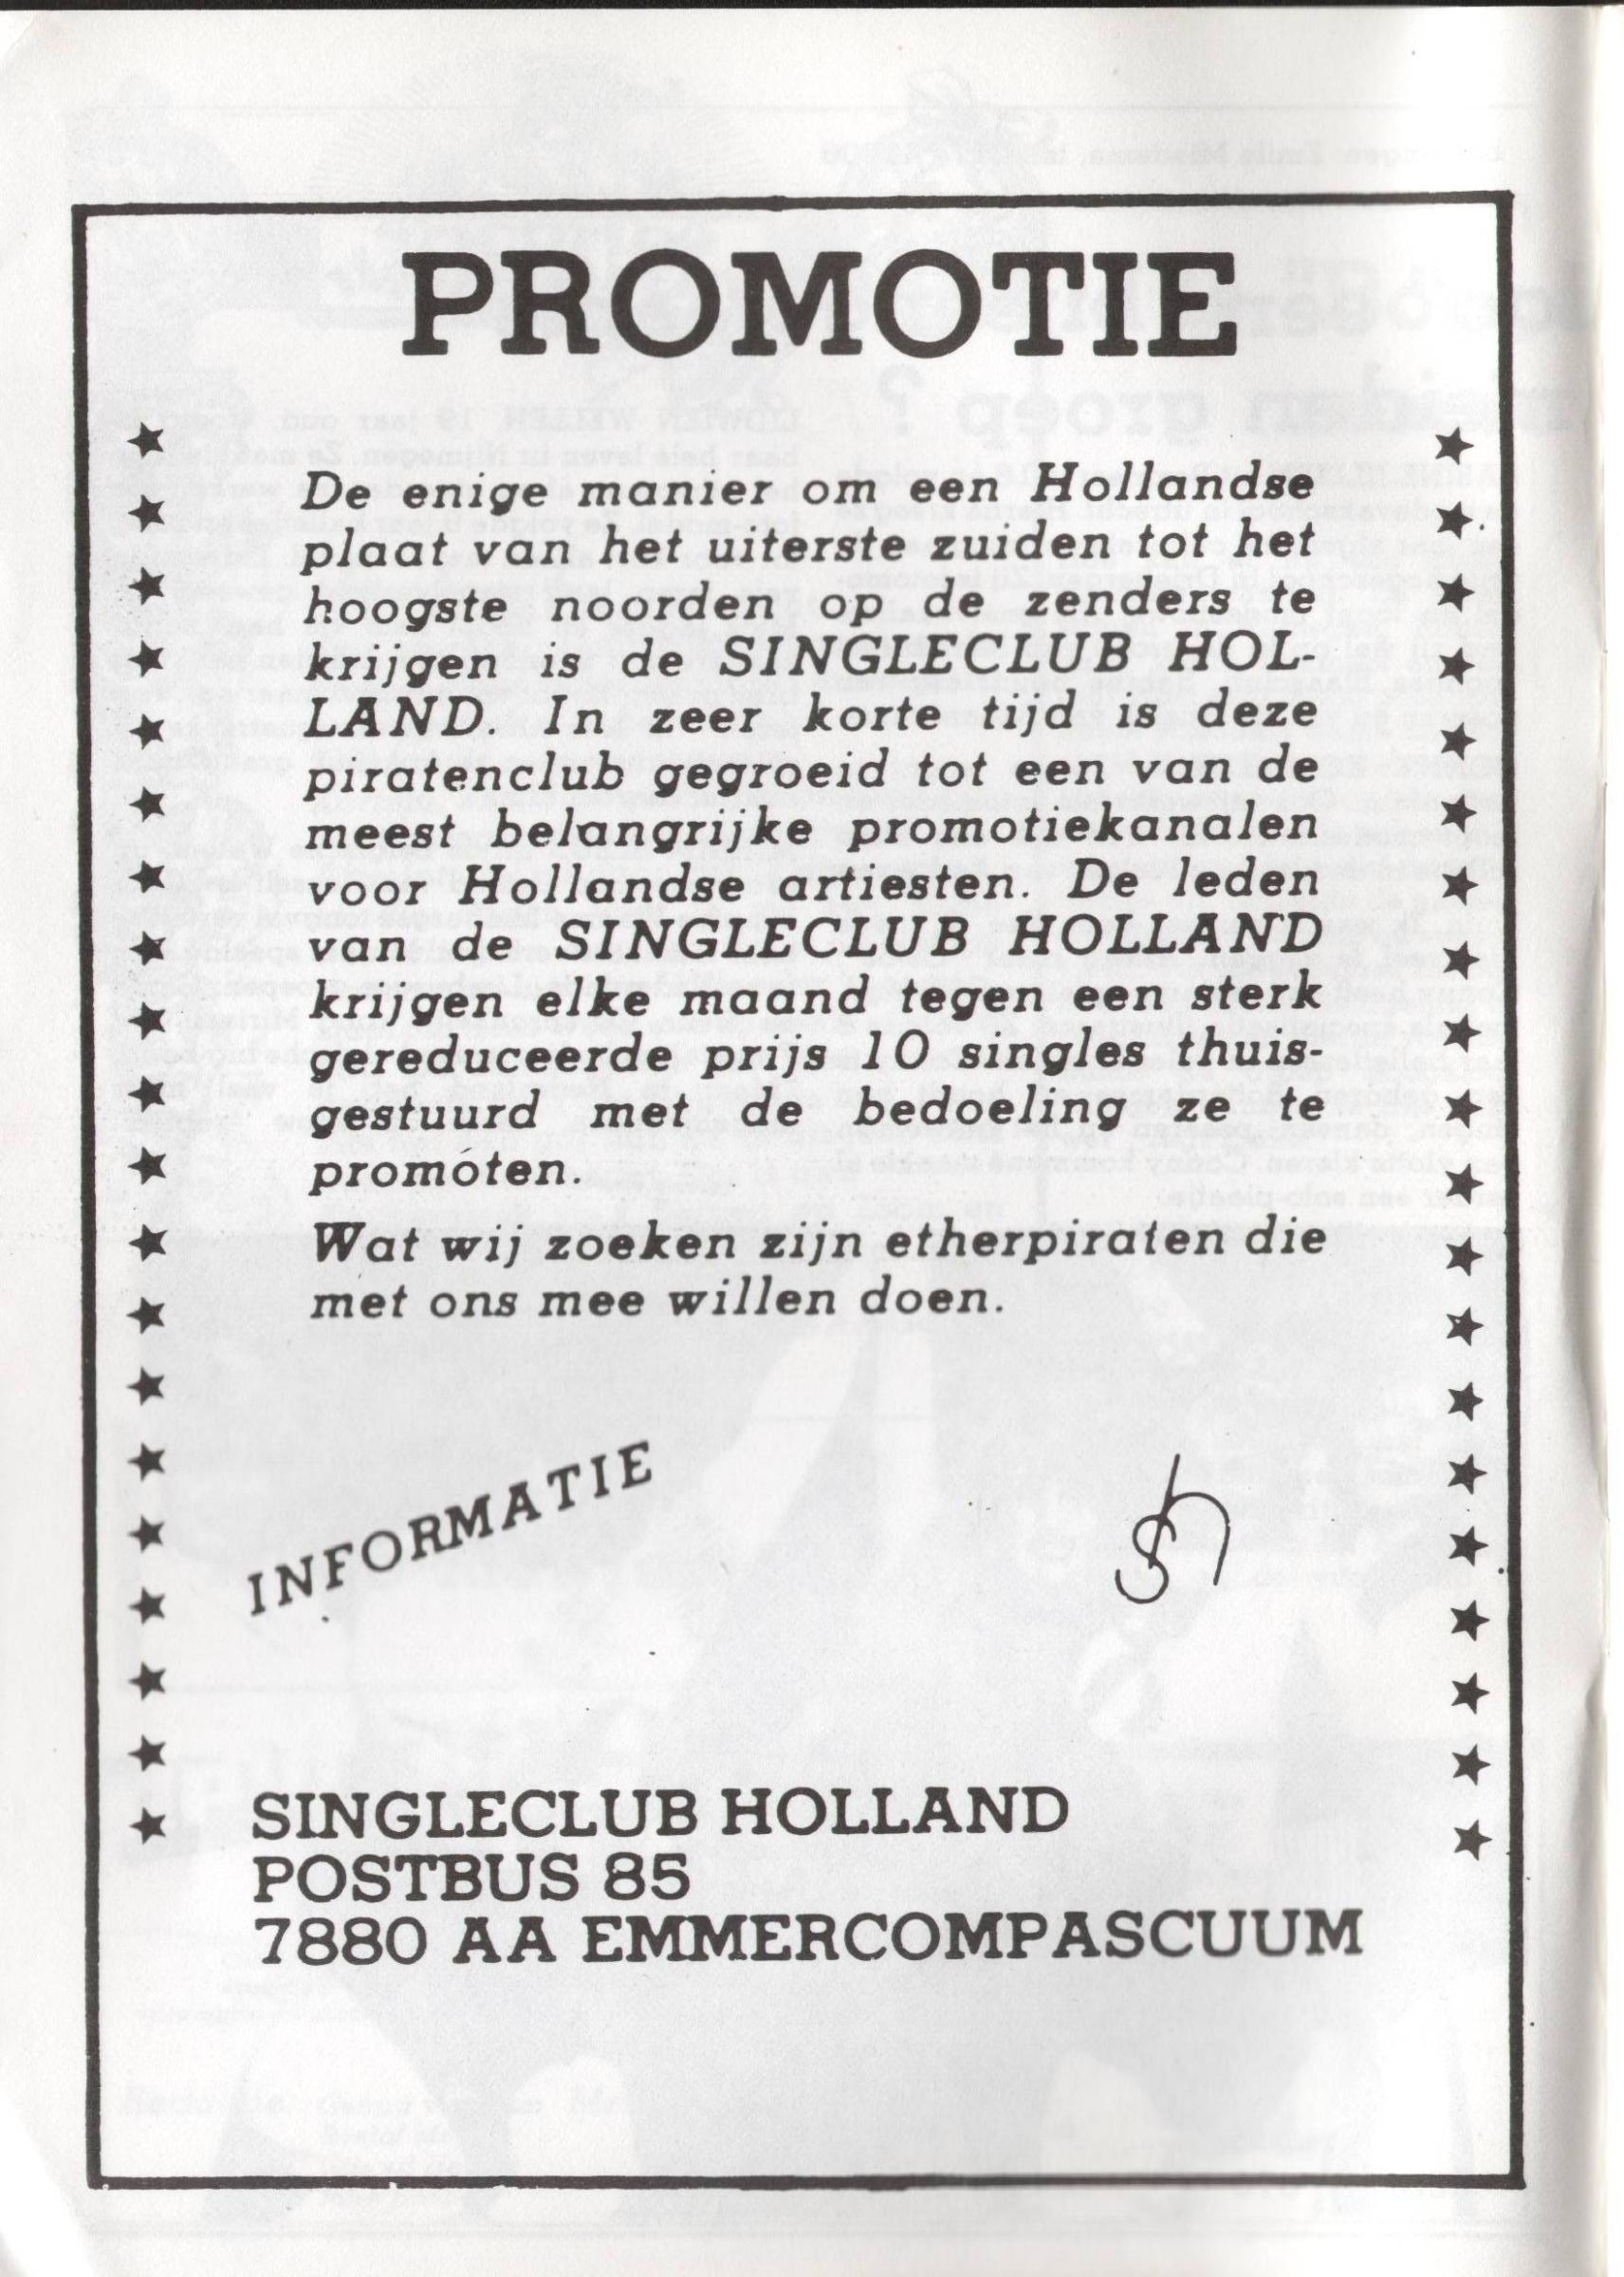 PROMOTIE
De enige manier om een Hollandse
plaat van het uiterste zuiden tot het
hoogste noorden op de zenders te
krijgen is de SINGLECLUB HOL-
LAND. In zeer korte tijd is deze
piratenclub gegroeid tot een van de
meest belangrijke promotiekanalen
voor Hollandse artiesten. De leden
van de SINGLECLUB HOLLAND
krijgen elke maand tegen een sterk
gereduceerde prijs 10 singles thuis-
gestuurd met de bedoeling ze te
promóten.
Wat wij zoeken zijn etherpiraten die
met ons mee willen doen.
INFORMATIE
sh
SINGLECLUB HOLLAND
POSTBUS 85
7880 AA EMMERCOMPASCUUM